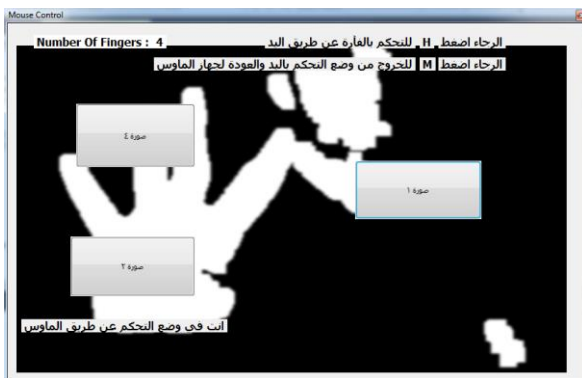 Mouse Control
Number Of Fingers : 4
الرجاء اضغط H للتحكم بالفأرة عن طريق اليد
الرجاء اضغط M للخروج من وضع التحكم باليد والعودة لجهاز الماوس
صورة ٤
صورة ١
صورة ٢
انت في وضع التحكم عن طريق الماوس